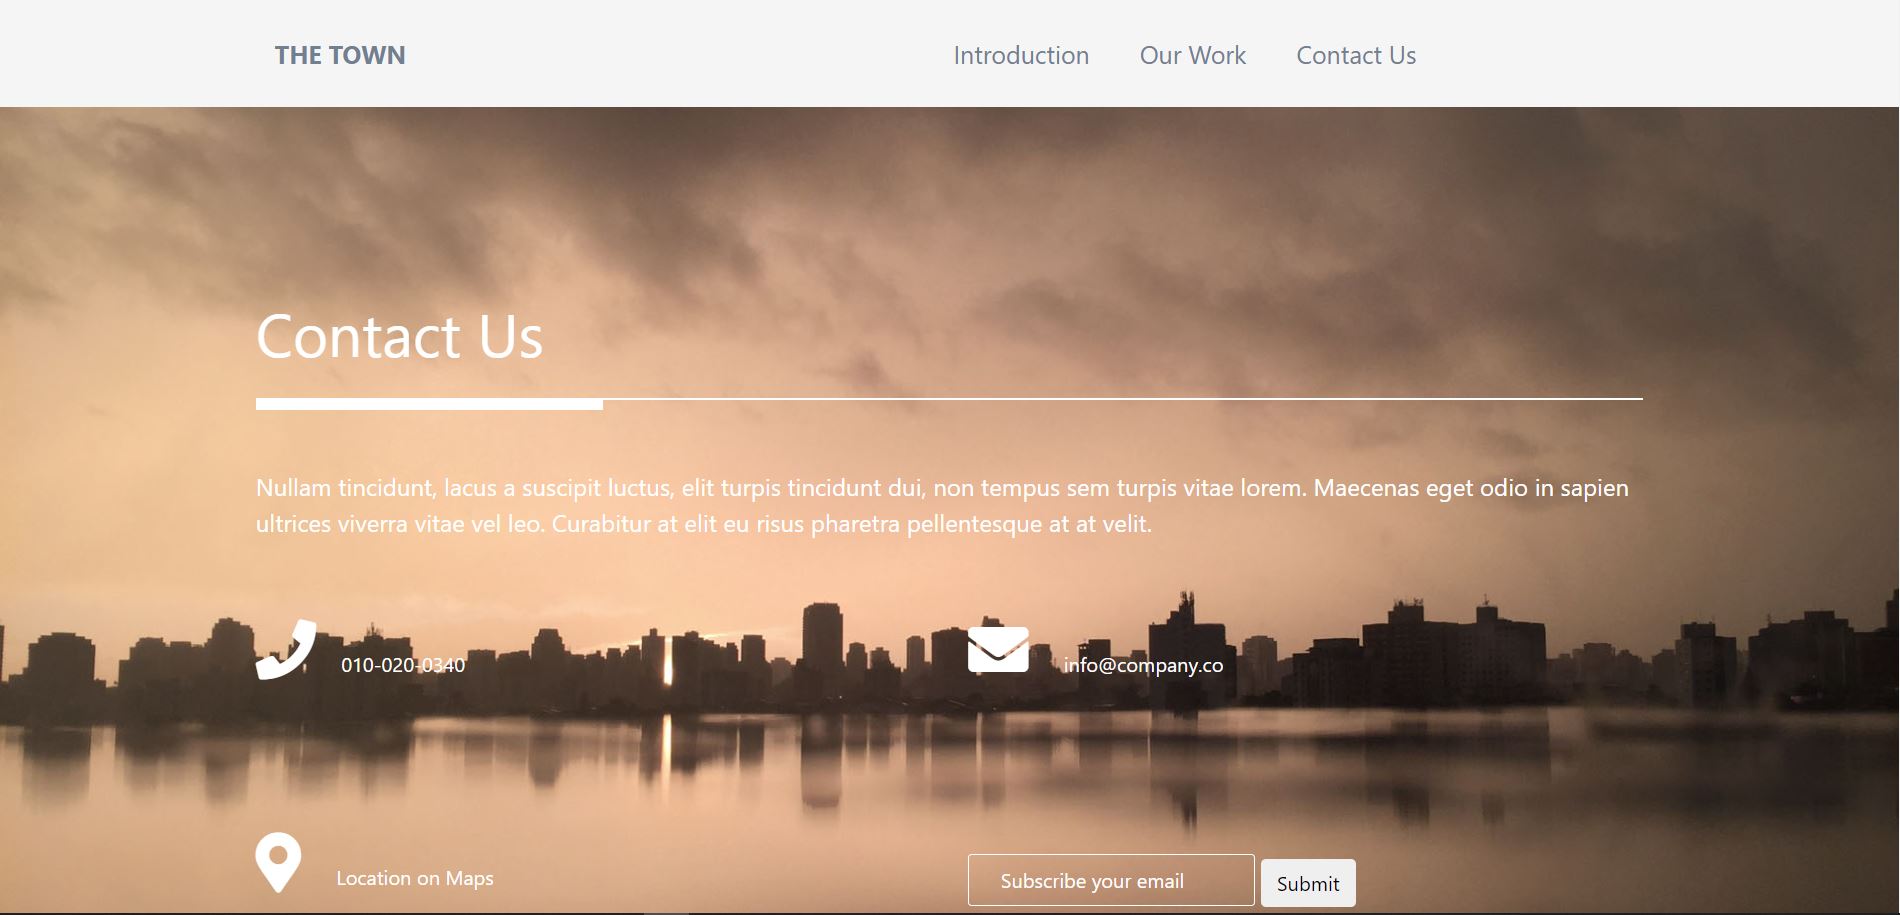 THE TOWN
Introduction
Our Work
Contact Us
Contact Us
Nullam tincidunt, lacus a suscipit luctus, elit turpis tincidunt dui, non tempus sem turpis vitae lorem. Maecenas eget odio in sapien
ultrices viverra vitae vel leo. Curabitur at elit eu risus pharetra pellentesque at at velit.
010-020-0340
info@company.co
Location on Maps
Subscribe your email
Submit